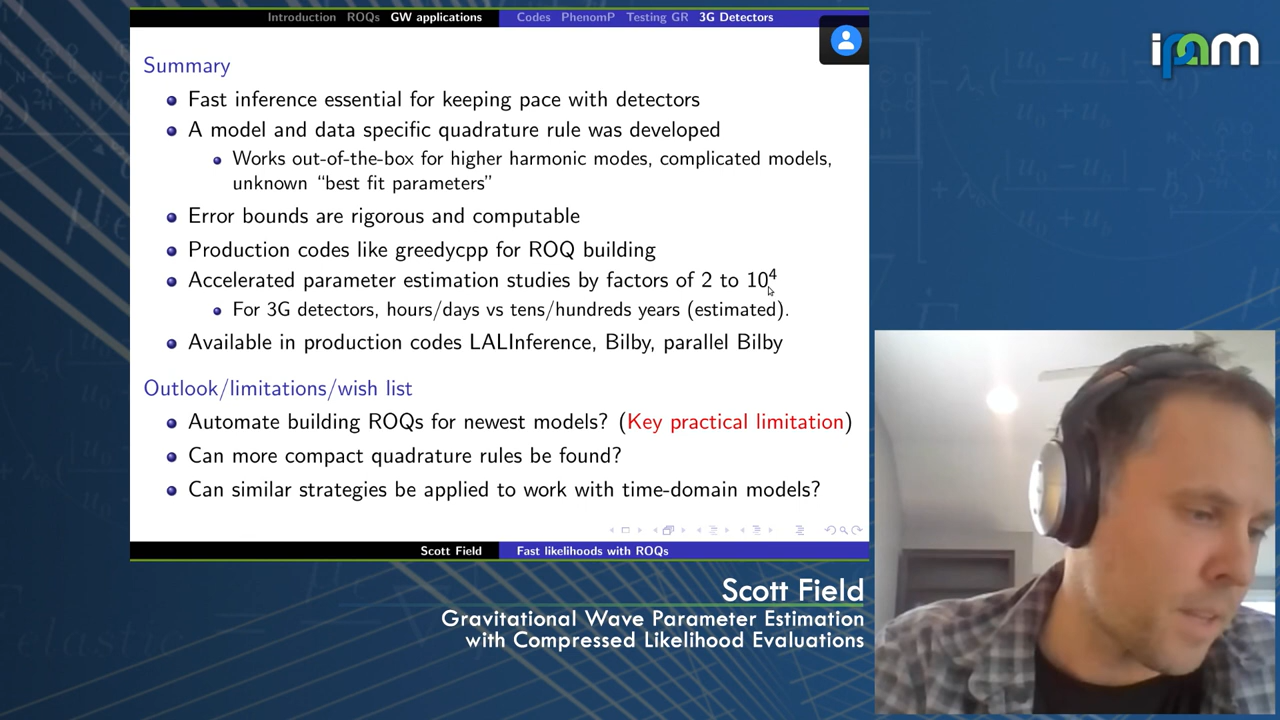 Introduction ROQs GW applications Codes PhenomP Testing GR 3G Detectors
ipam
Summary
Fast inference essential for keeping pace with detectors
A model and data specific quadrature rule was developed
Works out-of-the-box for higher harmonic modes, complicated models,
unknown “best fit parameters”
Error bounds are rigorous and computable
Production codes like greedycpp for ROQ building
Accelerated parameter estimation studies by factors of 2 to 10⁴
For 3G detectors, hours/days vs tens/hundreds years (estimated).
Available in production codes LALInference, Bilby, parallel Bilby
Outlook/limitations/wish list
Automate building ROQs for newest models? (Key practical limitation)
Can more compact quadrature rules be found?
Can similar strategies be applied to work with time-domain models?
Scott Field Fast likelihoods with ROQs
Scott Field
Gravitational Wave Parameter Estimation
with Compressed Likelihood Evaluations